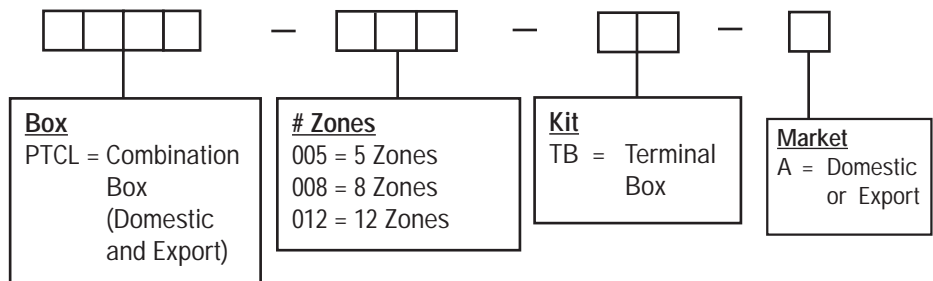 – – –
Box
PTCL = Combination
Box
(Domestic
and Export)
# Zones
005 = 5 Zones
008 = 8 Zones
012 = 12 Zones
Kit
TB = Terminal
Box
Market
A = Domestic
or Export